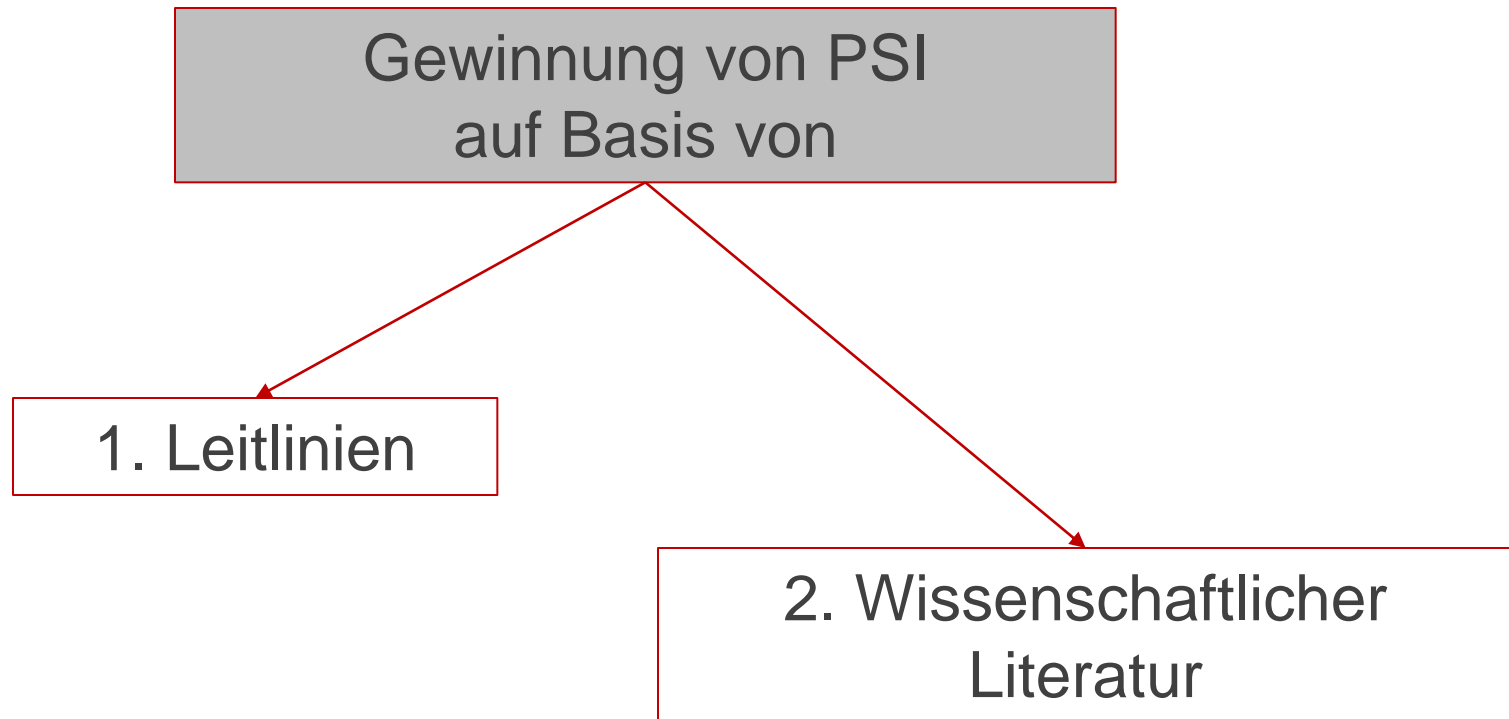 Gewinnung von PSI
auf Basis von
1. Leitlinien
2. Wissenschaftlicher
Literatur